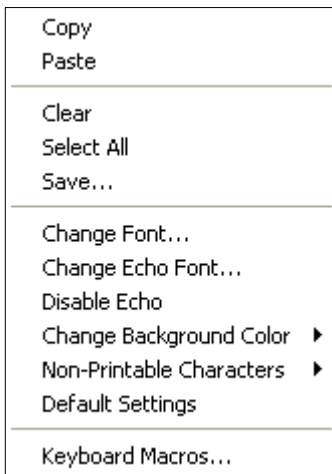 Copy
Paste
Clear
Select All
Save...
Change Font...
Change Echo Font...
Disable Echo
Change Background Color
Non-Printable Characters
Default Settings
Keyboard Macros...